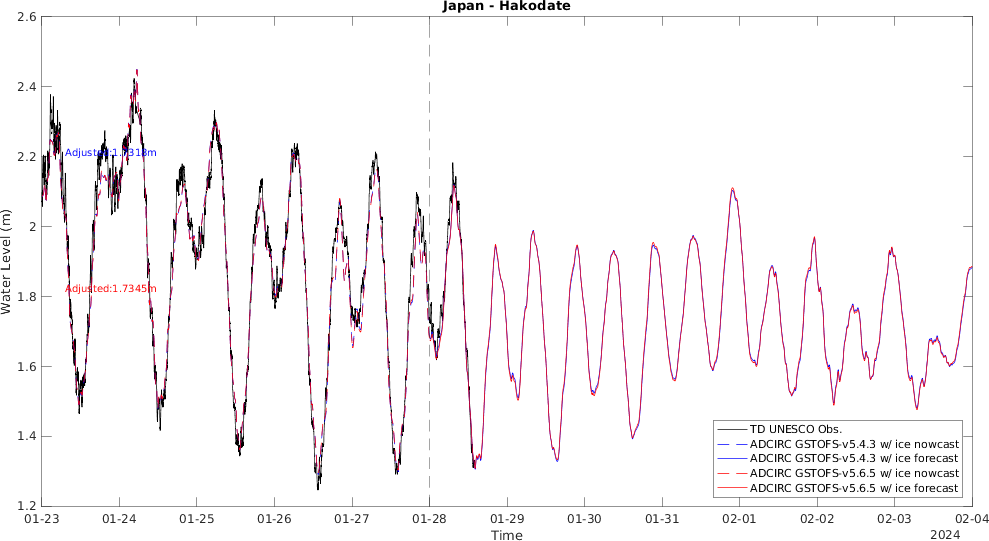 Japan - Hakodate
Water Level (m)
2.6
2.4
2.2
2
1.8
1.6
1.4
1.2
Adjusted:1.7318m
Adjusted:1.7345m
TD UNESCO Obs.
ADCIRC GSTOFS-v5.4.3 w/ ice nowcast
ADCIRC GSTOFS-v5.4.3 w/ ice forecast
ADCIRC GSTOFS-v5.6.5 w/ ice nowcast
ADCIRC GSTOFS-v5.6.5 w/ ice forecast
01-23 01-24 01-25 01-26 01-27 01-28 01-29 01-30 01-31 02-01 02-02 02-03 02-04
Time
2024